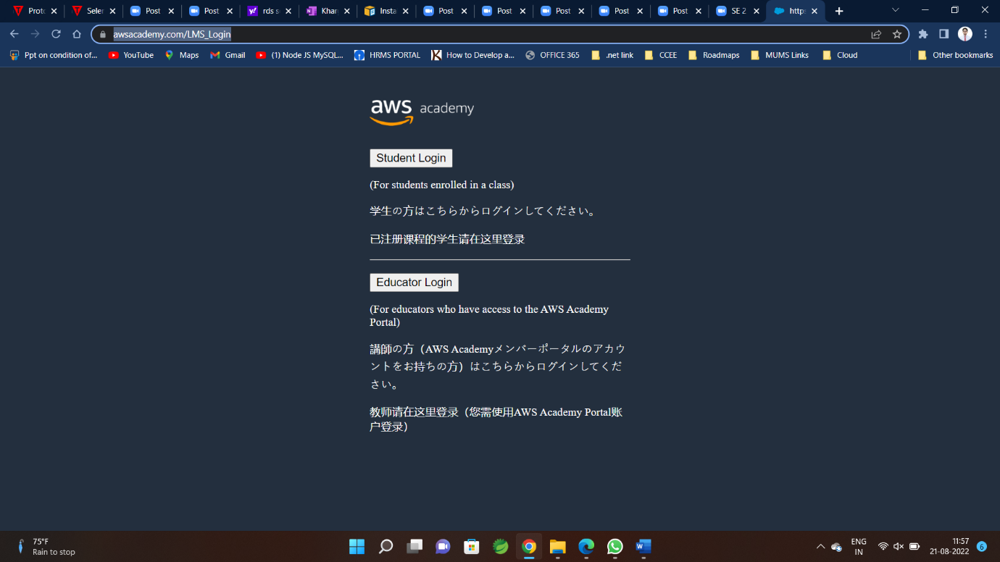 Proto
Seler
Post
Post
rds s
Khan
Insta
Post
Post
Post
Post
Post
SE 2
https
awsacademy.com/LMS_Login
Ppt on condition of...
YouTube
Maps
Gmail
(1) Node JS MySQL...
HRMS PORTAL
How to Develop a...
OFFICE 365
.net link
CCEE
Roadmaps
MUMS Links
Cloud
Other bookmarks
aws academy
Student Login
(For students enrolled in a class)
学生の方はこちらからログインしてください。
已注册课程的学生请在这里登录
Educator Login
(For educators who have access to the AWS Academy
Portal)
講師の方（AWS Academyメンバーポータルのアカウ
ントをお持ちの方）はこちらからログインしてくだ
さい。
教师请在这里登录（您需使用AWS Academy Portal账
户登录）
75°F
Rain to stop
ENG
IN
11:57
21-08-2022
6